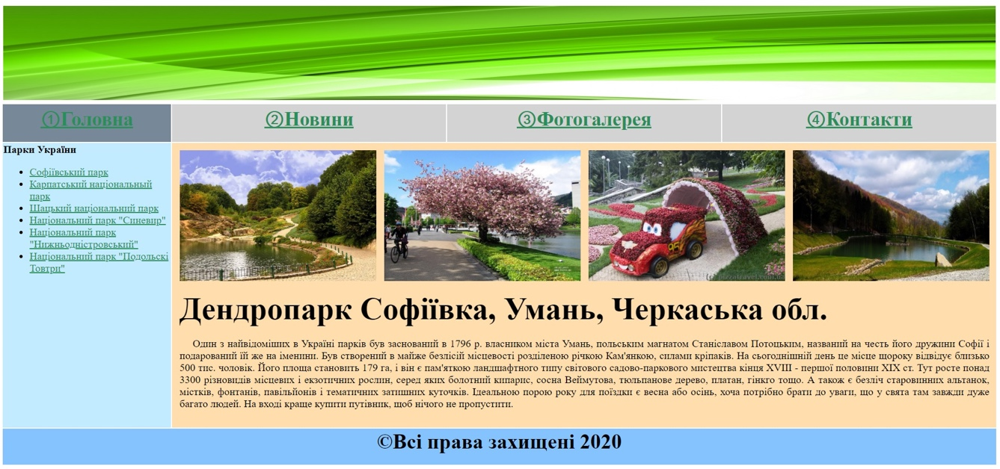 ①Головна
②Новини
③Фотогалерея
④Контакти
Парки України
Софіївський парк
Карпатський національный
парк
Шацький національний парк
Національний парк "Синевир"
Національний парк
"Нижньодністровський"
Національний парк "Подольскі
Товтри"
95
Дендропарк Софіївка, Умань, Черкаська обл.
Один з найвідоміших в Україні парків був заснований в 1796 р. власником міста Умань, польським магнатом Станіславом Потоцьким, названий на честь його дружини Софії і
подарований їй же на іменини. Був створений в майже безлісій місцевості розділеною річкою Кам'янкою, силами кріпаків. На сьогоднішній день це місце щороку відвідує близько
500 тис. чоловік. Його площа становить 179 га, і він є пам'яткою ландшафтного типу світового садово-паркового мистецтва кінця XVIII - першої половини XIX ст. Тут росте понад
3300 різновидів місцевих і екзотичних рослин, серед яких болотний кипарис, сосна Веймутова, тюльпанове дерево, платан, гінкго тощо. А також є безліч старовинних альтанок,
містків, фонтанів, павільйонів і тематичних затишних куточків. Ідеальною порою року для поїздки є весна або осінь, хоча потрібно брати до уваги, що у свята там завжди дуже
багато людей. На вході краще купити путівник, щоб нічого не пропустити.
©Всі права захищені 2020